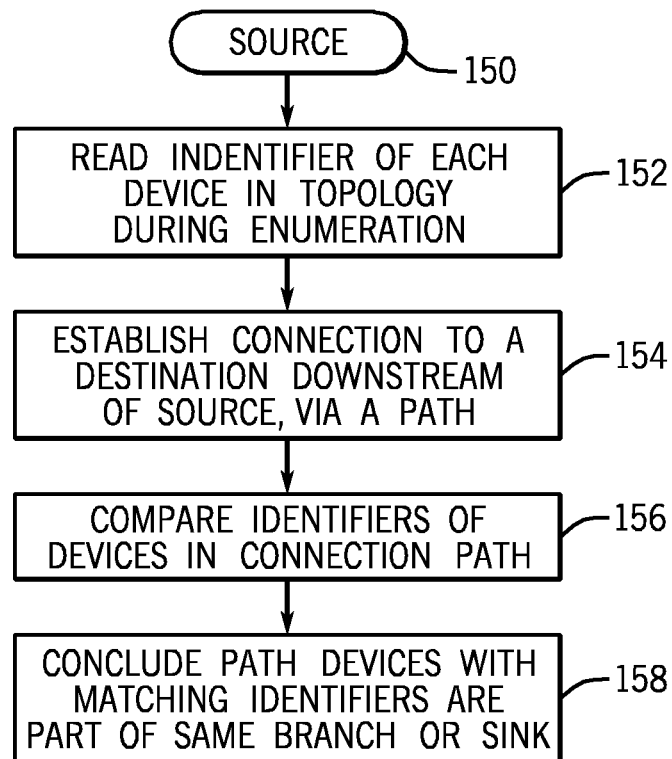 SOURCE
150
READ INDENTIFIER OF EACH
DEVICE IN TOPOLOGY
DURING ENUMERATION
152
ESTABLISH CONNECTION TO A
DESTINATION DOWNSTREAM
OF SOURCE, VIA A PATH
154
COMPARE IDENTIFIERS OF
DEVICES IN CONNECTION PATH
156
CONCLUDE PATH DEVICES WITH
MATCHING IDENTIFIERS ARE
PART OF SAME BRANCH OR SINK
158